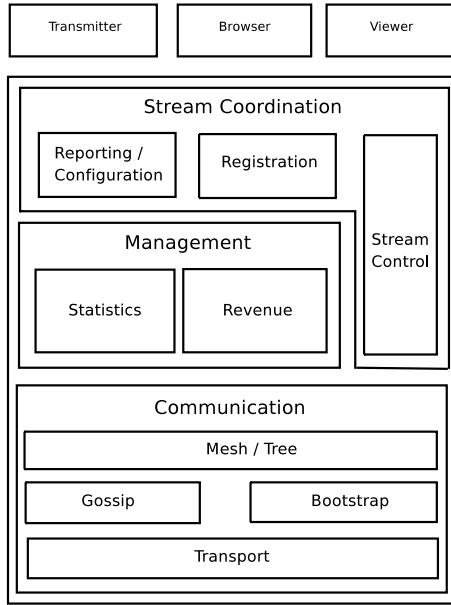 Transmitter
Browser
Viewer
Stream Coordination
Reporting /
Configuration
Registration
Stream
Control
Management
Statistics
Revenue
Communication
Mesh / Tree
Gossip
Bootstrap
Transport